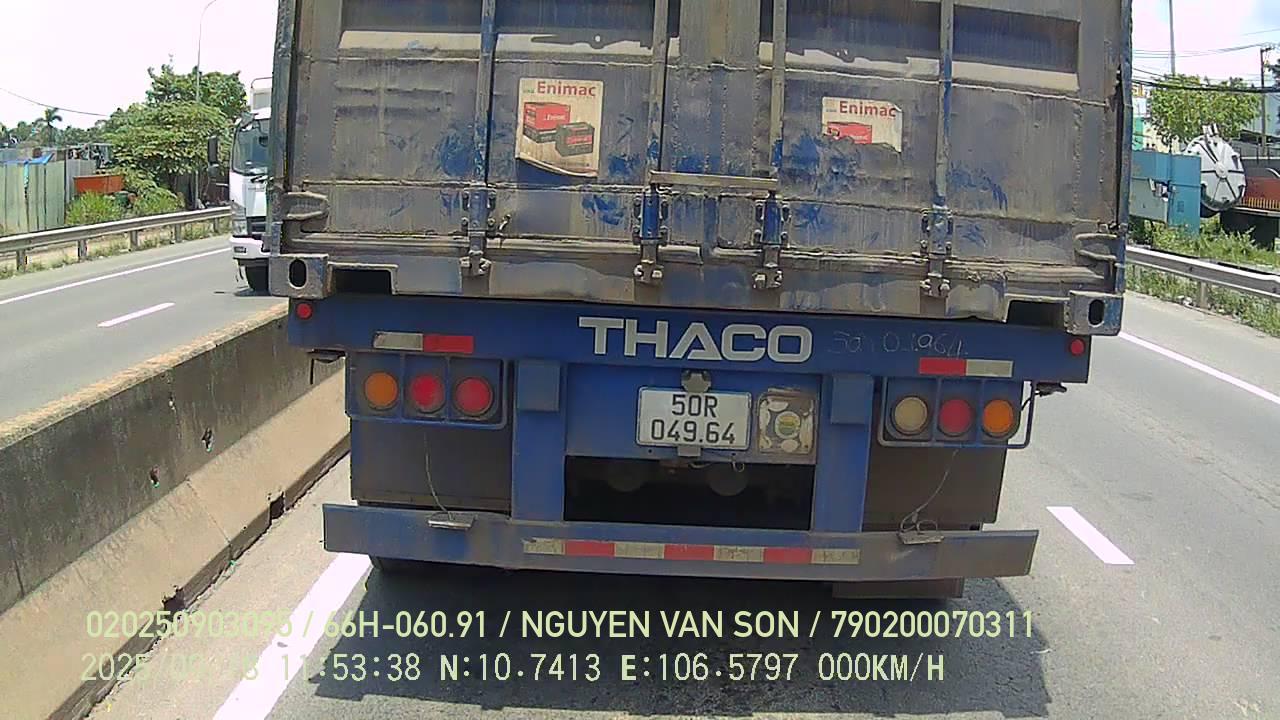 Enimac
Enimac
THACO
50R
049.64
020250903095 / 66H-060.91 / NGUYEN VAN SON / 790200070311
11:53:38 N:10.7413 E:106.5797 000KM/H